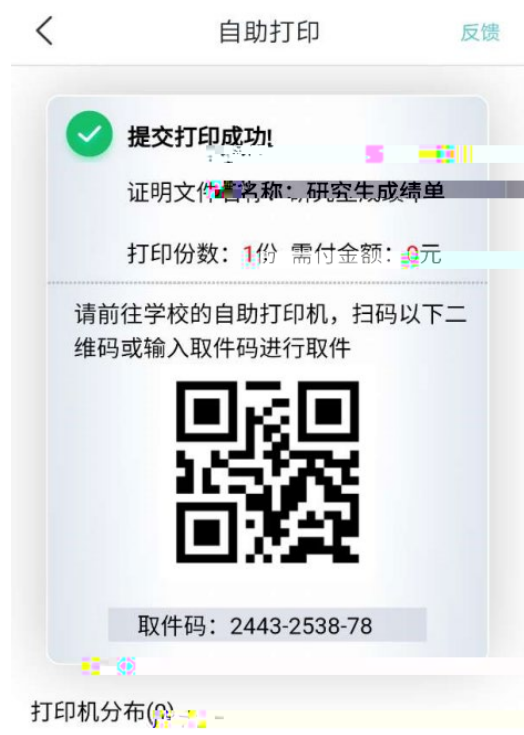 自助打印
反馈
提交打印成功!
证明文件名称：研究生成绩单
打印份数：1份 需付金额：0元
请前往学校的自助打印机，扫码以下二
维码或输入取件码进行取件
取件码：2443-2538-78
打印机分布